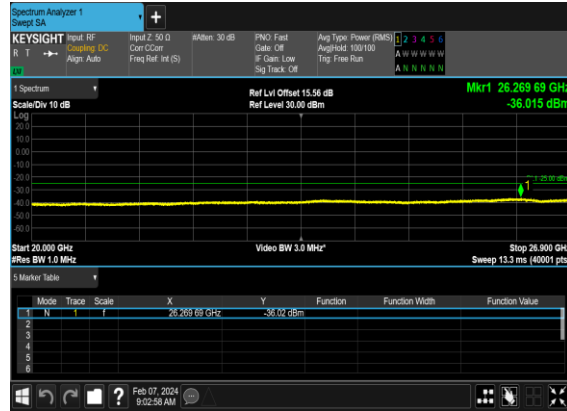 Spectrum Analyzer 1
Swept SA
+
KEYSIGHT Input: RF Input Z: 50 Ω #Atten: 30 dB PNO: Fast Avg Type: Power (RMS) 1 2 3 4 5 6
R T Coupling: DC Corr CCorr Gate: Off Avg|Hold: 100/100 A W W W W W
Align: Auto Freq Ref: Int (S) IF Gain: Low Trig: Free Run
Sig Track: Off A N N N N N
1 Spectrum Ref Lvl Offset 15.56 dB Mkr1 26.269 69 GHz
Scale/Div 10 dB Ref Level 30.00 dBm -36.015 dBm
Log
20.0
10.0
0.00
-10.0
-20.0
-30.0
1
-40.0
-50.0
-60.0
Start 20.000 GHz Video BW 3.0 MHz* Stop 26.900 GHz
#Res BW 1.0 MHz Sweep 13.3 ms (40001 pts)
5 Marker Table
Mode Trace Scale X Y Function Function Width Function Value
1 N 1 f 26.269 69 GHz -36.02 dBm
2
3
4
5
6
? Feb 07, 2024
9:02:58 AM